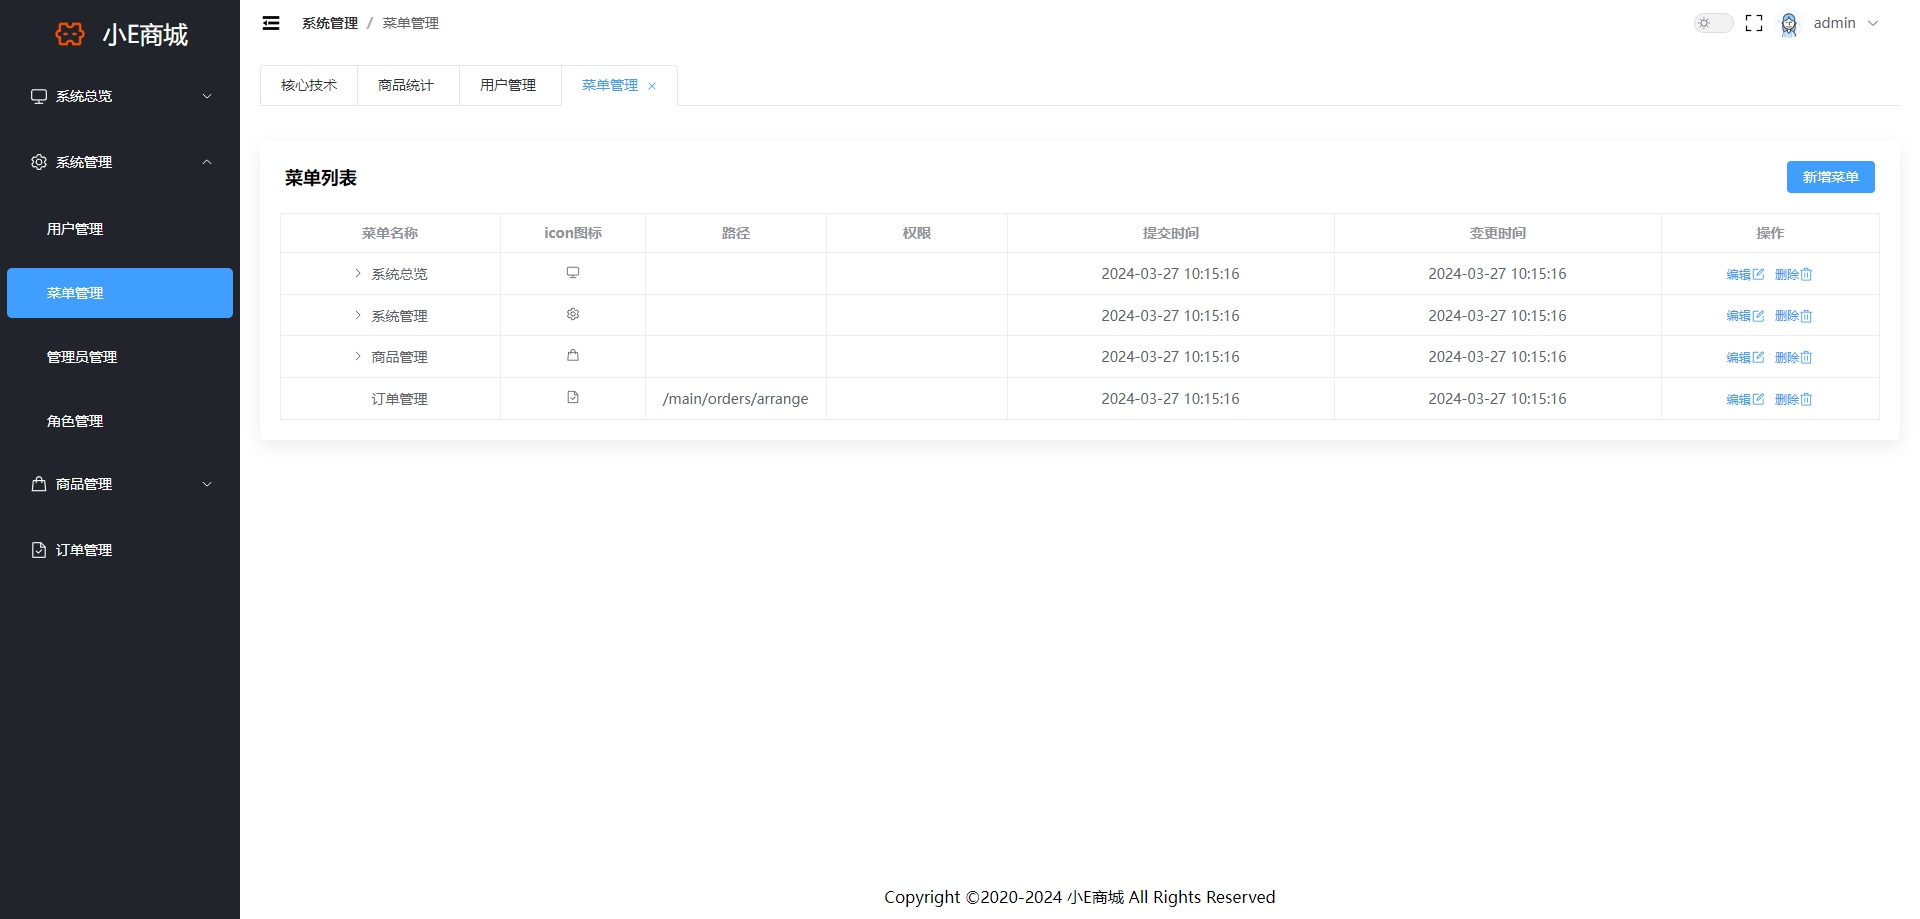 小E商城
系统总览
系统管理
用户管理
菜单管理
管理员管理
角色管理
商品管理
订单管理
系统管理 / 菜单管理
admin
核心技术 商品统计 用户管理 菜单管理
菜单列表
新增菜单
菜单名称 icon图标 路径 权限 提交时间 变更时间 操作
系统总览 2024-03-27 10:15:16 2024-03-27 10:15:16 编辑 删除
系统管理 2024-03-27 10:15:16 2024-03-27 10:15:16 编辑 删除
商品管理 2024-03-27 10:15:16 2024-03-27 10:15:16 编辑 删除
订单管理 /main/orders/arrange 2024-03-27 10:15:16 2024-03-27 10:15:16 编辑 删除
Copyright ©2020-2024 小E商城 All Rights Reserved